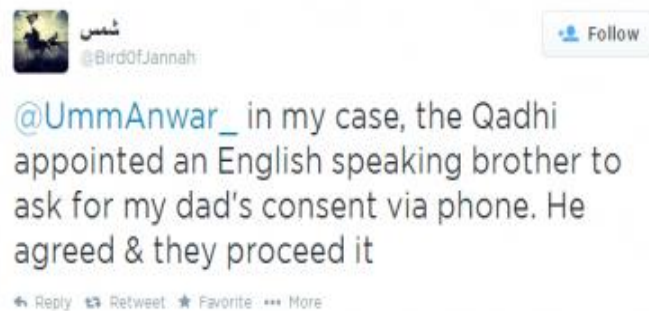 شمس
@BirdOfJannah
Follow
@UmmAnwar_ in my case, the Qadhi
appointed an English speaking brother to
ask for my dad's consent via phone. He
agreed & they proceed it
Reply Retweet Favorite More